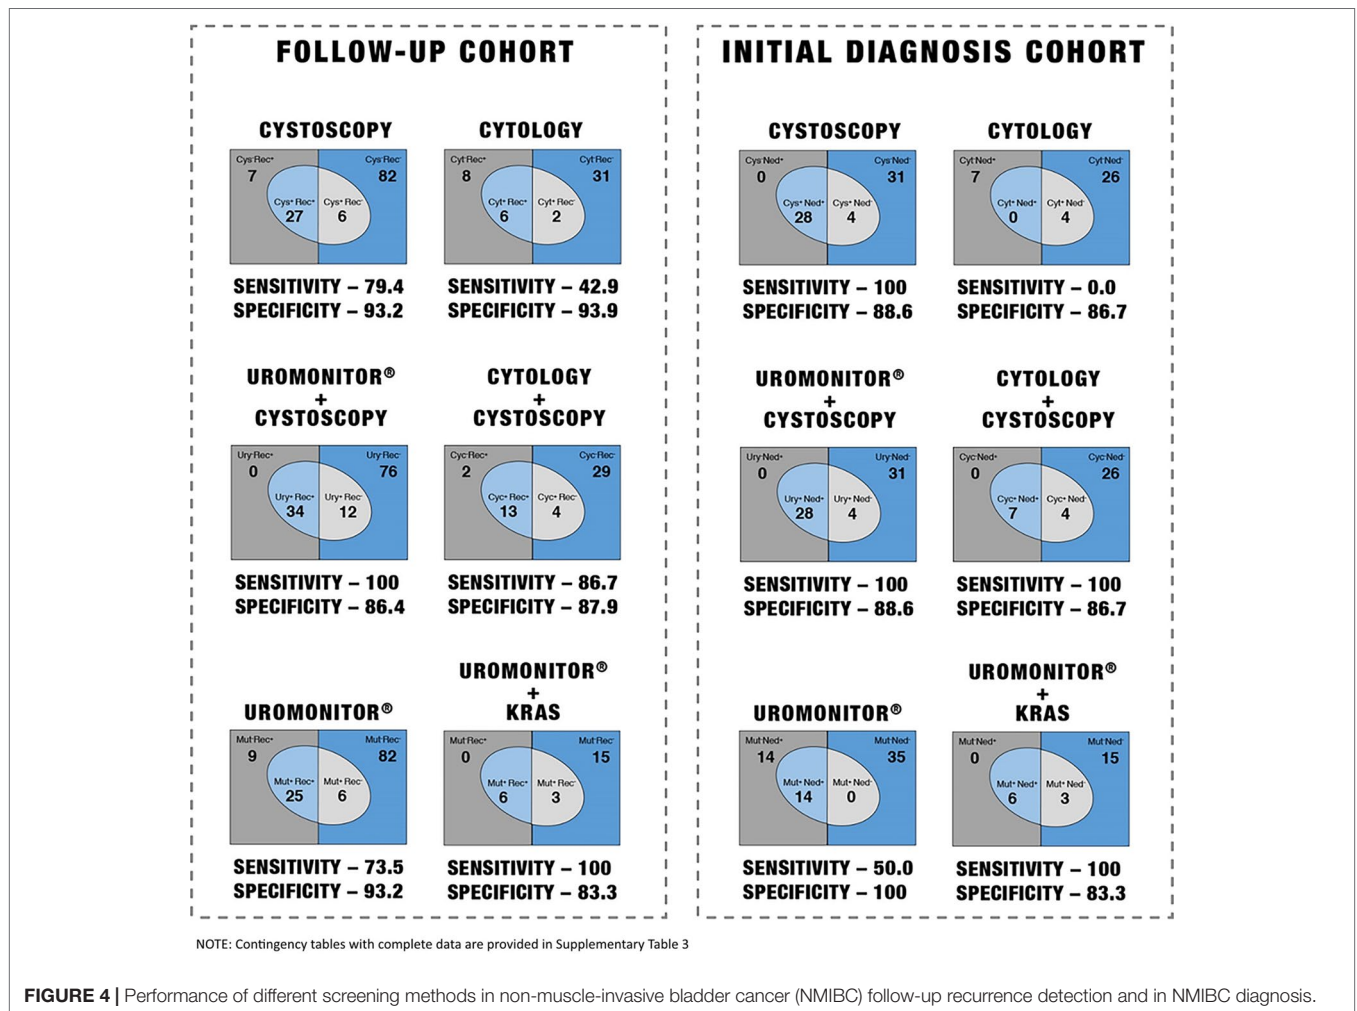 FOLLOW-UP COHORT
CYSTOSCOPY
Cys⁻Rec⁺
7
Cys⁻Rec⁻
82
Cys⁺ Rec⁺
27
Cys⁺ Rec⁻
6
SENSITIVITY – 79.4
SPECIFICITY – 93.2
CYTOLOGY
Cyt⁻Rec⁺
8
Cyt⁻Rec⁻
31
Cyt⁺ Rec⁺
6
Cyt⁺ Rec⁻
2
SENSITIVITY – 42.9
SPECIFICITY – 93.9
UROMONITOR®
+
CYSTOSCOPY
Ury⁻Rec⁺
0
Ury⁻Rec⁻
76
Ury⁺ Rec⁺
34
Ury⁺ Rec⁻
12
SENSITIVITY – 100
SPECIFICITY – 86.4
CYTOLOGY
+
CYSTOSCOPY
Cyc⁻Rec⁺
2
Cyc⁻Rec⁻
29
Cyc⁺ Rec⁺
13
Cyc⁺ Rec⁻
4
SENSITIVITY – 86.7
SPECIFICITY – 87.9
UROMONITOR®
Mut⁻Rec⁺
9
Mut⁻Rec⁻
82
Mut⁺ Rec⁺
25
Mut⁺ Rec⁻
6
SENSITIVITY – 73.5
SPECIFICITY – 93.2
UROMONITOR®
+
KRAS
Mut⁻Rec⁺
0
Mut⁻Rec⁻
15
Mut⁺ Rec⁺
6
Mut⁺ Rec⁻
3
SENSITIVITY – 100
SPECIFICITY – 83.3
INITIAL DIAGNOSIS COHORT
CYSTOSCOPY
Cys⁻Ned⁺
0
Cys⁻Ned⁻
31
Cys⁺ Ned⁺
28
Cys⁺ Ned⁻
4
SENSITIVITY – 100
SPECIFICITY – 88.6
CYTOLOGY
Cyt⁻Ned⁺
7
Cyt⁻Ned⁻
26
Cyt⁺ Ned⁺
0
Cyt⁺ Ned⁻
4
SENSITIVITY – 0.0
SPECIFICITY – 86.7
UROMONITOR®
+
CYSTOSCOPY
Ury⁻Ned⁺
0
Ury⁻Ned⁻
31
Ury⁺ Ned⁺
28
Ury⁺ Ned⁻
4
SENSITIVITY – 100
SPECIFICITY – 88.6
CYTOLOGY
+
CYSTOSCOPY
Cyc⁻Ned⁺
0
Cyc⁻Ned⁻
26
Cyc⁺ Ned⁺
7
Cyc⁺ Ned⁻
4
SENSITIVITY – 100
SPECIFICITY – 86.7
UROMONITOR®
Mut⁻Ned⁺
14
Mut⁻Ned⁻
35
Mut⁺ Ned⁺
14
Mut⁺ Ned⁻
0
SENSITIVITY – 50.0
SPECIFICITY – 100
UROMONITOR®
+
KRAS
Mut⁻Ned⁺
0
Mut⁻Ned⁻
15
Mut⁺ Ned⁺
6
Mut⁺ Ned⁻
3
SENSITIVITY – 100
SPECIFICITY – 83.3
NOTE: Contingency tables with complete data are provided in Supplementary Table 3
FIGURE 4 | Performance of different screening methods in non-muscle-invasive bladder cancer (NMIBC) follow-up recurrence detection and in NMIBC diagnosis.